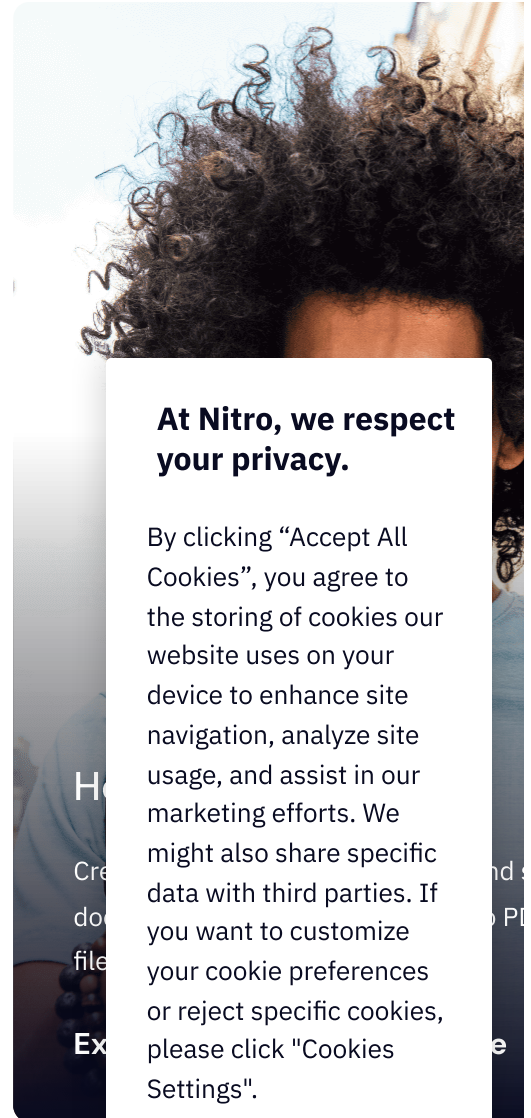 At Nitro, we respect
your privacy.
By clicking “Accept All
Cookies”, you agree to
the storing of cookies our
website uses on your
device to enhance site
navigation, analyze site
usage, and assist in our
marketing efforts. We
might also share specific
data with third parties. If
you want to customize
your cookie preferences
or reject specific cookies,
please click "Cookies
Settings".